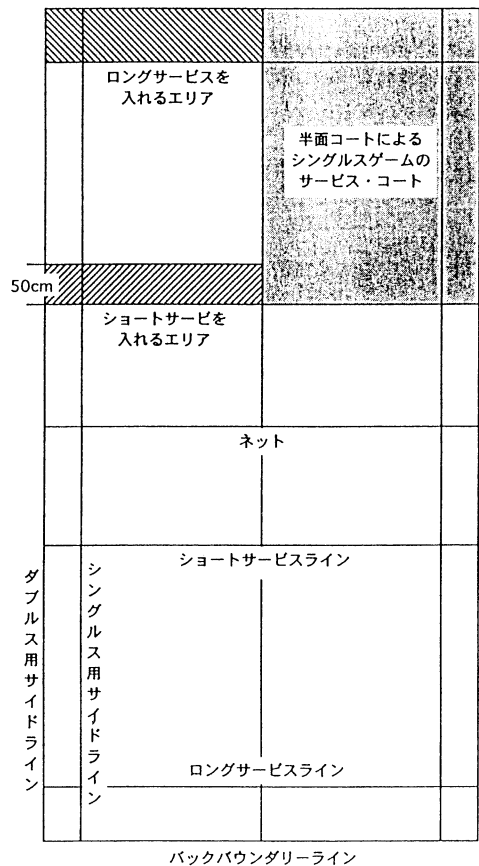 ロングサービスを
入れるエリア
半面コートによる
シングルスゲームの
サービス・コート
50cm
ショートサービを
入れるエリア
ネット
ショートサービスライン
ダブルス用サイドライン
シングルス用サイドライン
ロングサービスライン
バックバウンダリーライン